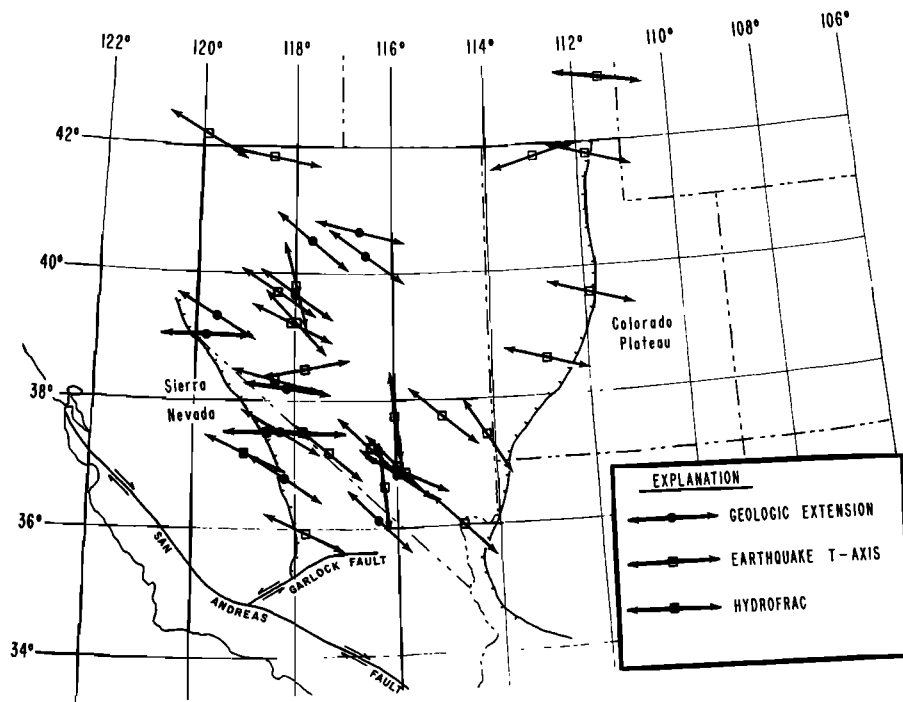 122°
120°
118°
116°
114°
112°
110°
108°
106°
42°
40°
38°
36°
34°
Colorado
Plateau
Sierra
Nevada
SAN
ANDREAS
FAULT
GARLOCK FAULT
EXPLANATION
GEOLOGIC EXTENSION
EARTHQUAKE T-AXIS
HYDROFRAC